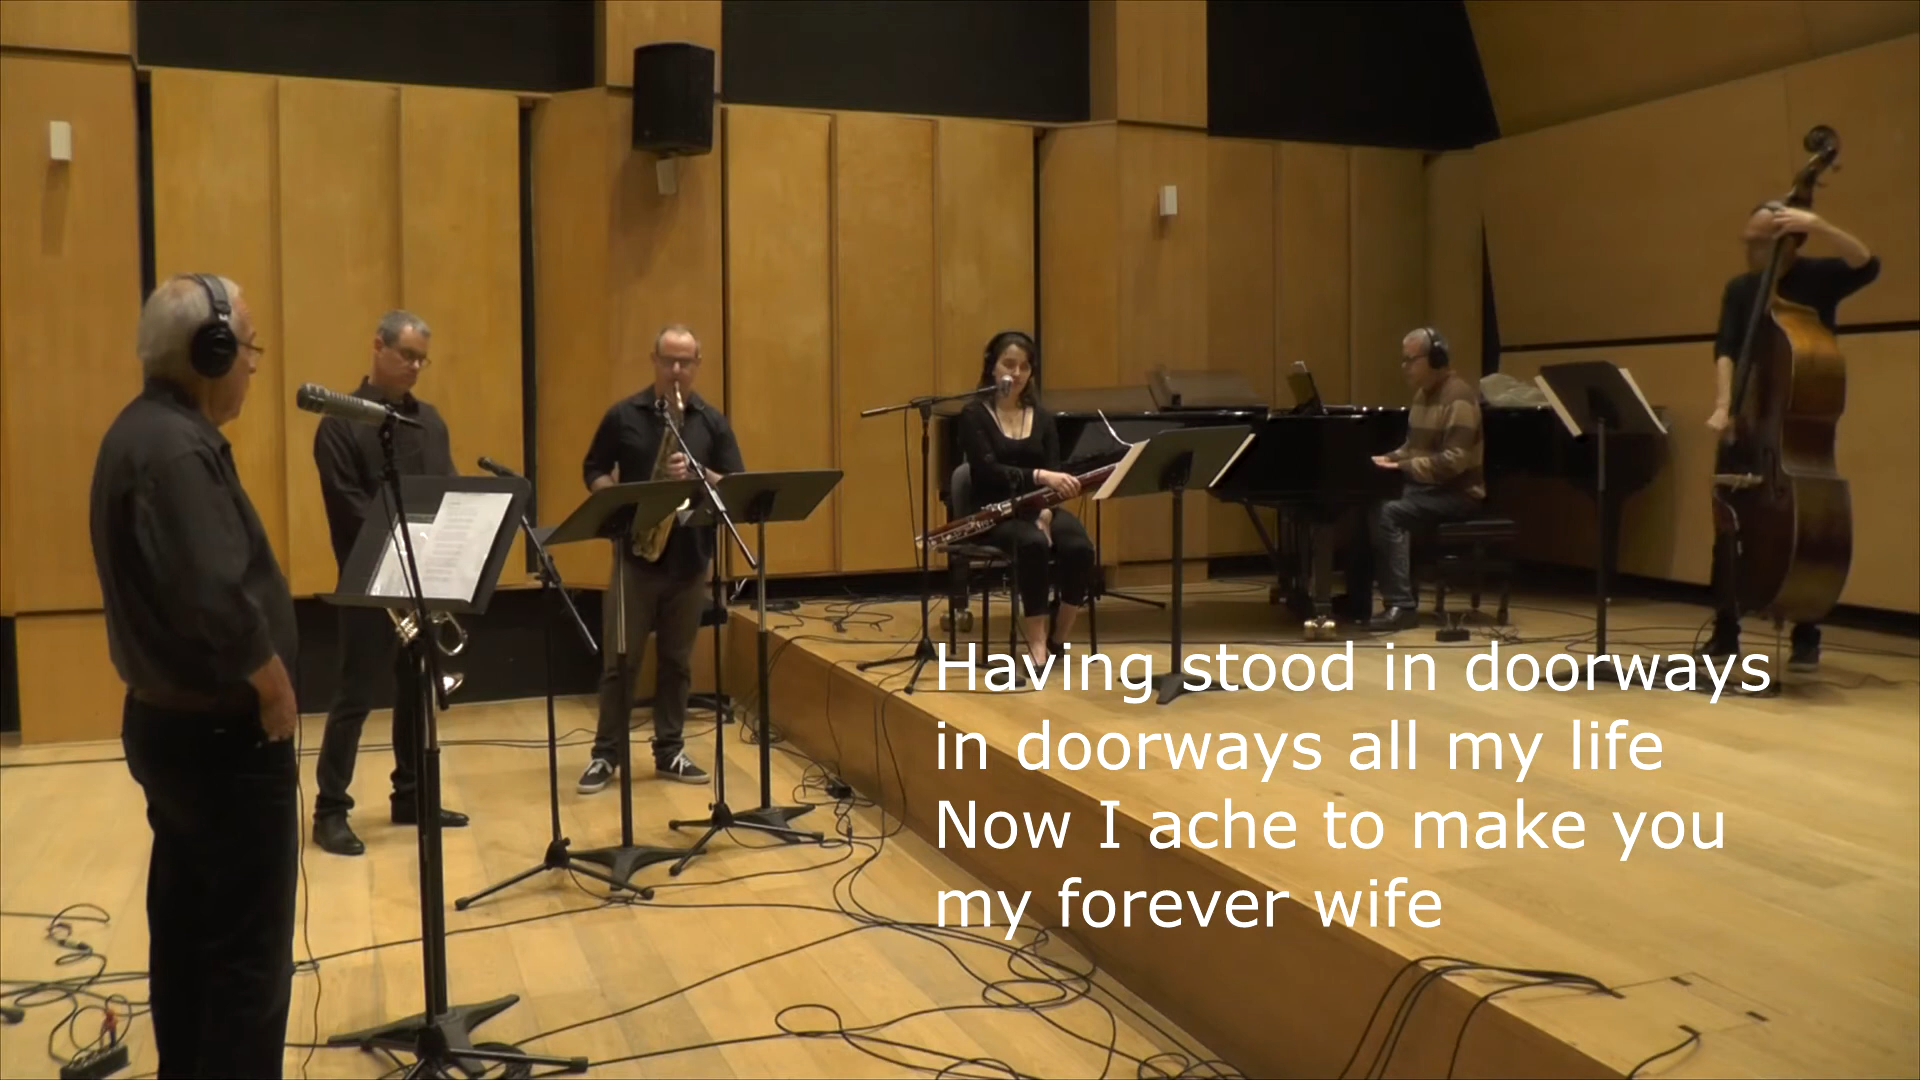 Having stood in doorways
in doorways all my life
Now I ache to make you
my forever wife